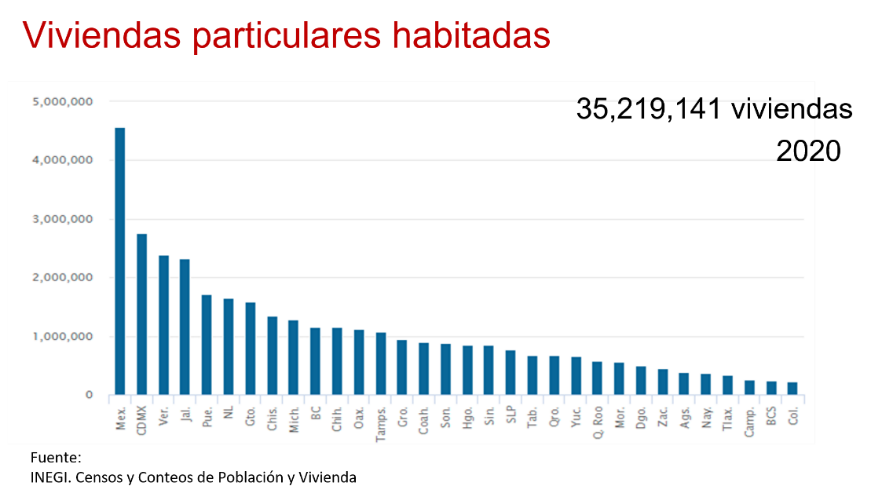 Viviendas particulares habitadas
35,219,141 viviendas
2020
5,000,000
4,000,000
3,000,000
2,000,000
1,000,000
0
Mex. CDMX Ver. Jal. Pue. NL Gto. Chis. Mich. BC Chih. Oax. Tamps. Gro. Coah. Son. Hgo. Sin. SLP Tab. Qro. Yuc. Q. Roo Mor. Dgo. Zac. Ags. Nay. Tlax. Camp. BCS Col.
Fuente:
INEGI. Censos y Conteos de Población y Vivienda